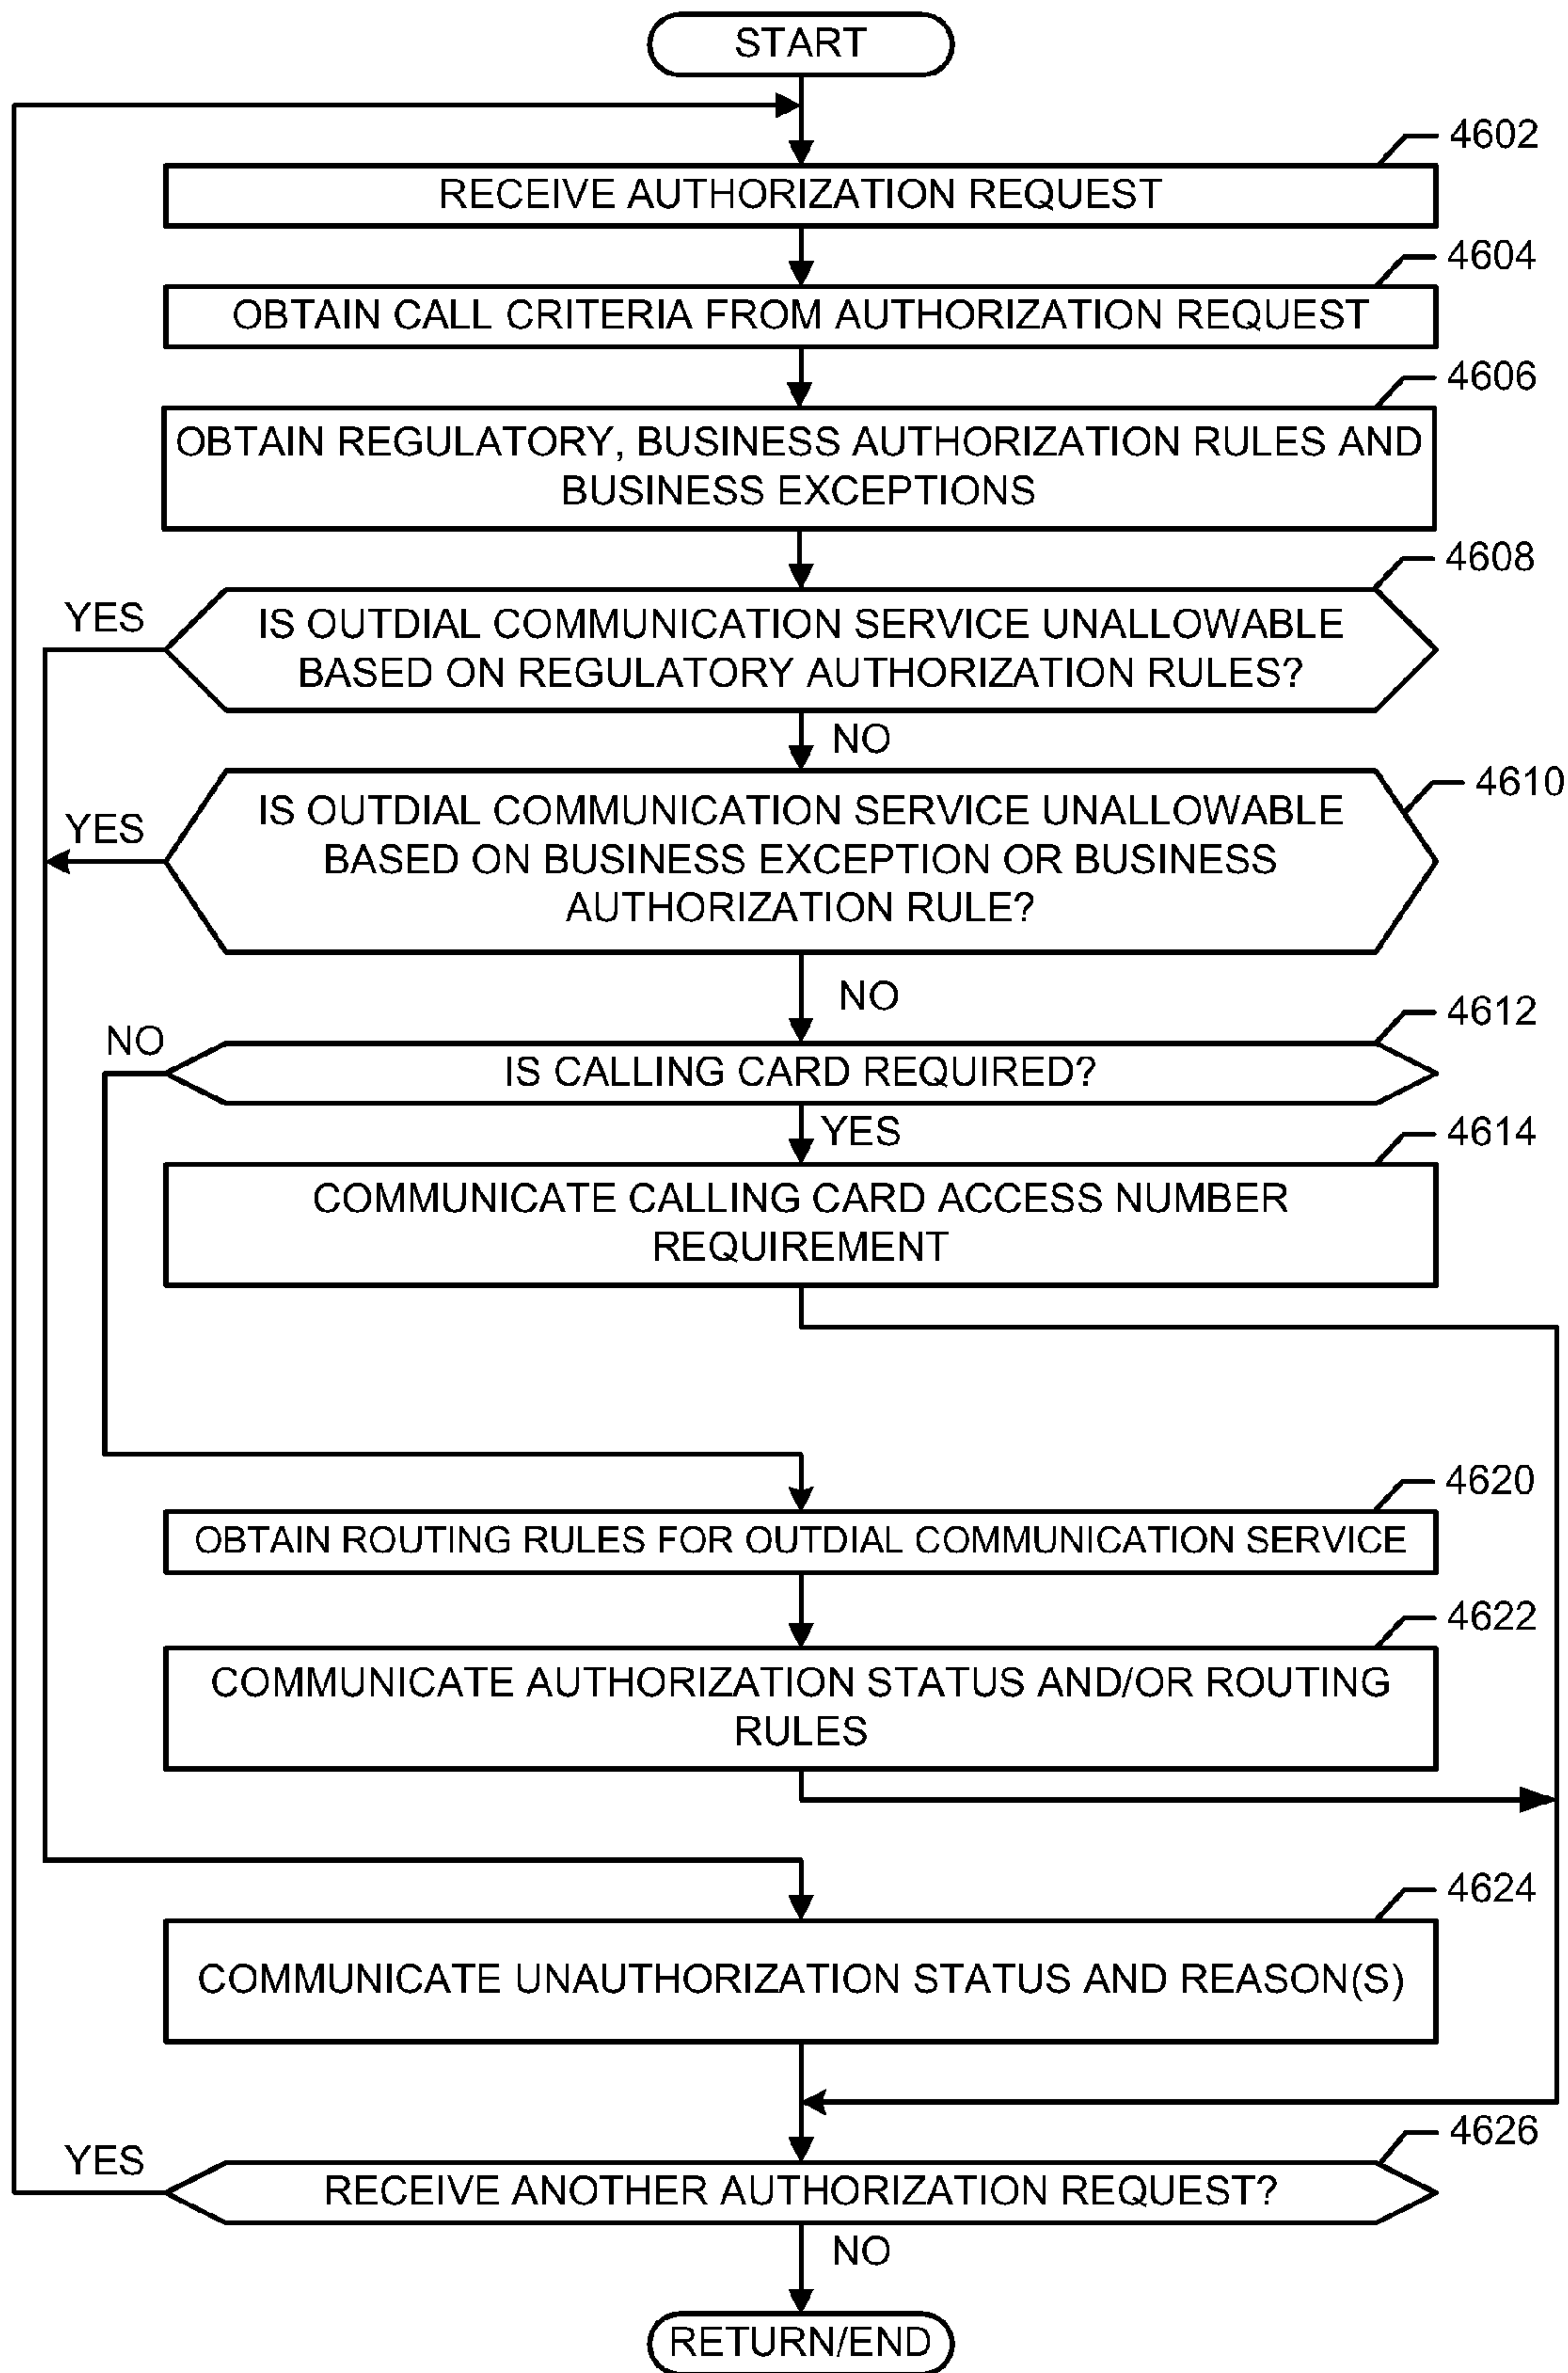 START
4602
RECEIVE AUTHORIZATION REQUEST
4604
OBTAIN CALL CRITERIA FROM AUTHORIZATION REQUEST
4606
OBTAIN REGULATORY, BUSINESS AUTHORIZATION RULES AND
BUSINESS EXCEPTIONS
4608
YES
IS OUTDIAL COMMUNICATION SERVICE UNALLOWABLE
BASED ON REGULATORY AUTHORIZATION RULES?
NO
4610
YES
IS OUTDIAL COMMUNICATION SERVICE UNALLOWABLE
BASED ON BUSINESS EXCEPTION OR BUSINESS
AUTHORIZATION RULE?
NO
4612
NO
IS CALLING CARD REQUIRED?
YES
4614
COMMUNICATE CALLING CARD ACCESS NUMBER
REQUIREMENT
4620
OBTAIN ROUTING RULES FOR OUTDIAL COMMUNICATION SERVICE
4622
COMMUNICATE AUTHORIZATION STATUS AND/OR ROUTING
RULES
4624
COMMUNICATE UNAUTHORIZATION STATUS AND REASON(S)
4626
YES
RECEIVE ANOTHER AUTHORIZATION REQUEST?
NO
RETURN/END